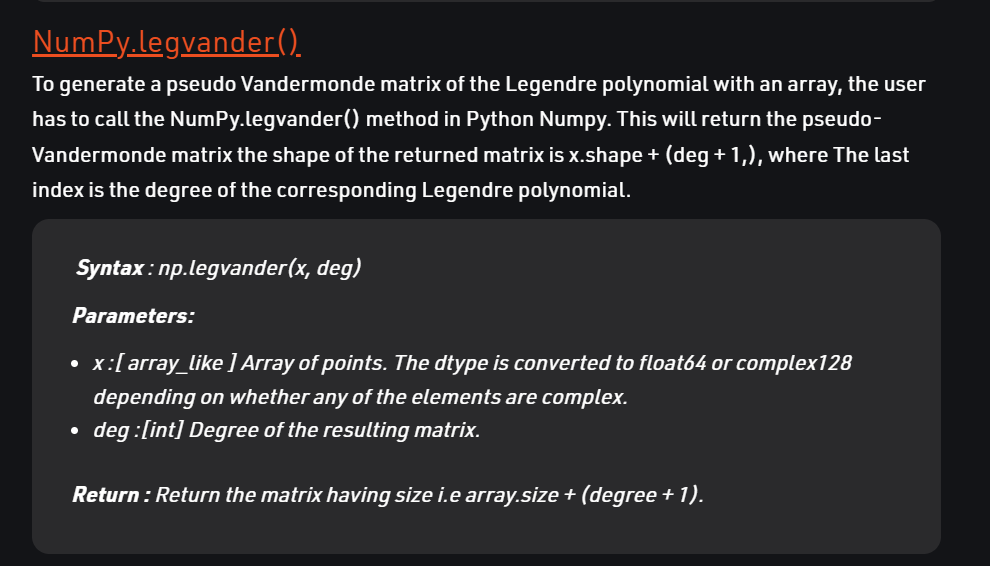 NumPy.legvander()
To generate a pseudo Vandermonde matrix of the Legendre polynomial with an array, the user
has to call the NumPy.legvander() method in Python Numpy. This will return the pseudo-
Vandermonde matrix the shape of the returned matrix is x.shape + (deg + 1,), where The last
index is the degree of the corresponding Legendre polynomial.
Syntax : np.legvander(x, deg)
Parameters:
• x :[ array_like ] Array of points. The dtype is converted to float64 or complex128
depending on whether any of the elements are complex.
• deg :[int] Degree of the resulting matrix.
Return : Return the matrix having size i.e array.size + (degree + 1).